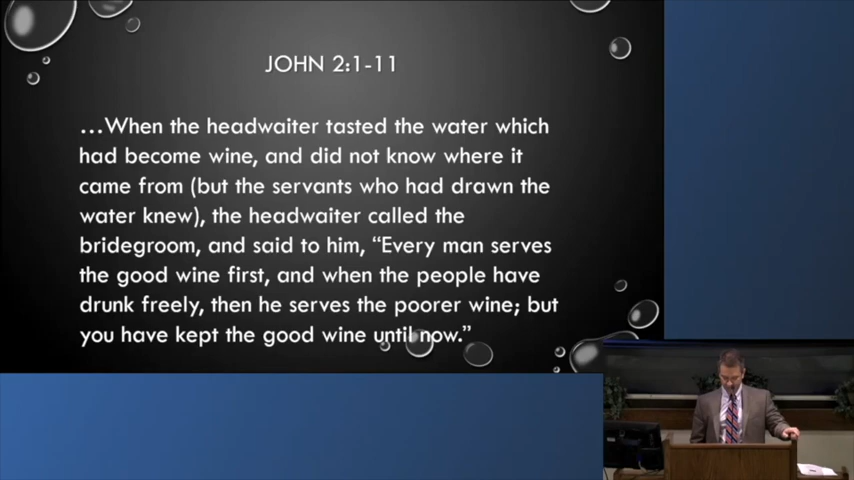 JOHN 2:1-11
…When the headwaiter tasted the water which
had become wine, and did not know where it
came from (but the servants who had drawn the
water knew), the headwaiter called the
bridegroom, and said to him, “Every man serves
the good wine first, and when the people have
drunk freely, then he serves the poorer wine; but
you have kept the good wine until now.”